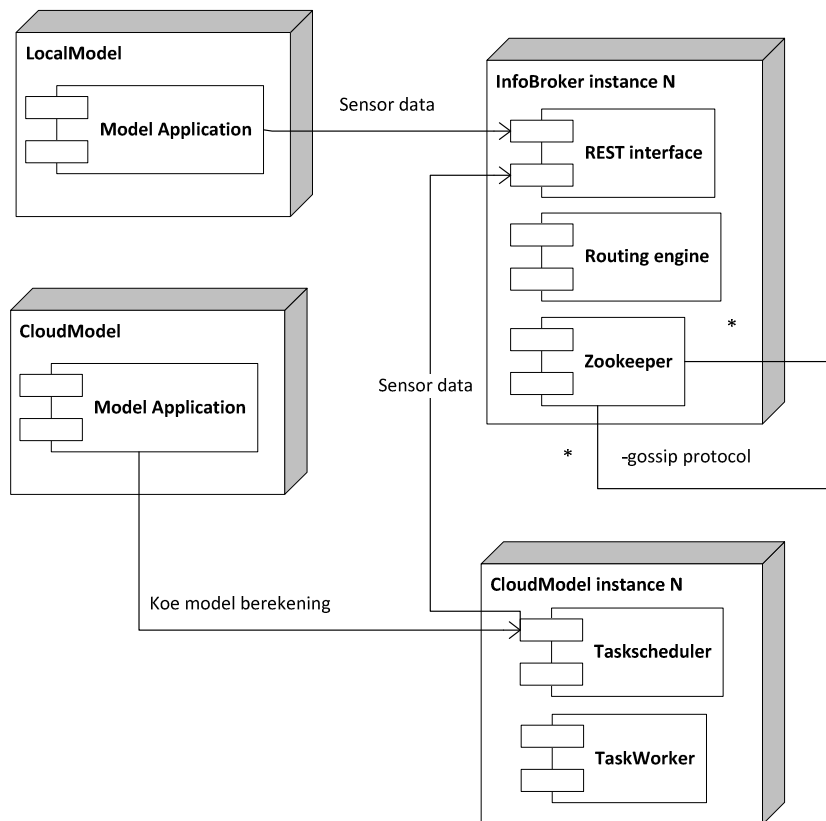 LocalModel
Model Application
Sensor data
InfoBroker instance N
REST interface
Routing engine
*
Zookeeper
CloudModel
Model Application
Sensor data
*
-gossip protocol
Koe model berekening
CloudModel instance N
Taskscheduler
TaskWorker